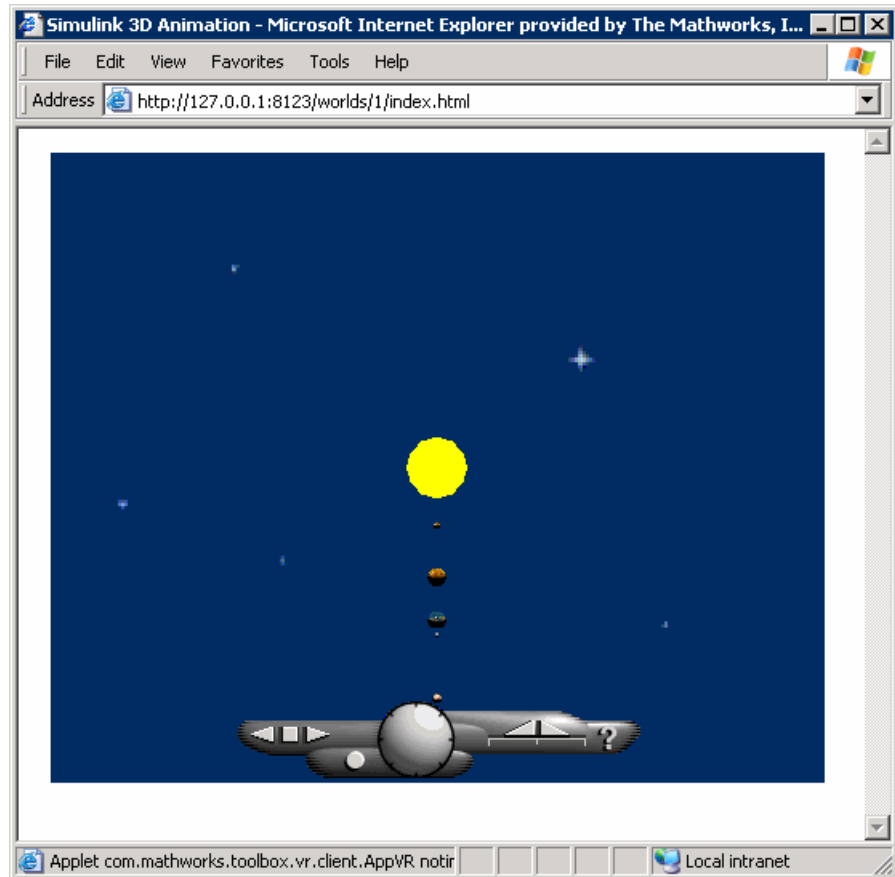 Simulink 3D Animation - Microsoft Internet Explorer provided by The Mathworks, I...
File Edit View Favorites Tools Help
Address http://127.0.0.1:8123/worlds/1/index.html
?
Applet com.mathworks.toolbox.vr.client.AppVR notir Local intranet